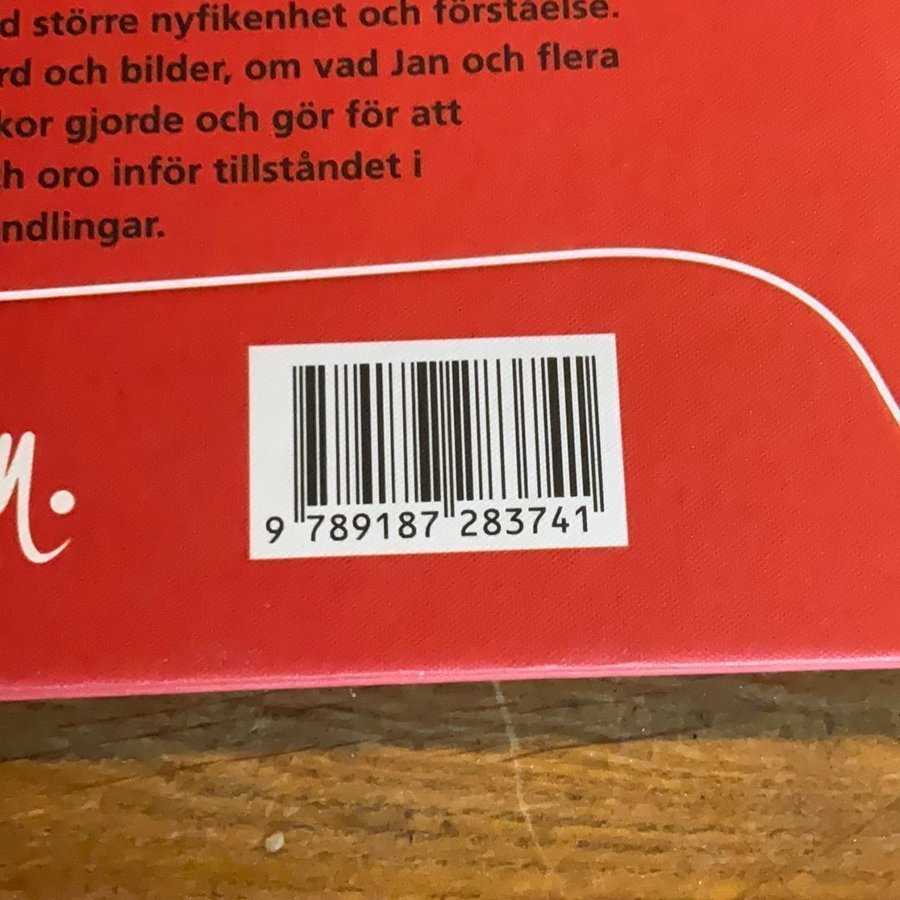 d större nyfikenhet och förståelse.
rd och bilder, om vad Jan och flera
kor gjorde och gör för att
h oro inför tillståndet i
ndlingar.
M.
9 789187 283741